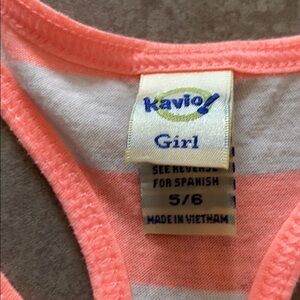 Kavio!
Girl
SEE REVERSE
FOR SPANISH
5/6
MADE IN VIETNAM